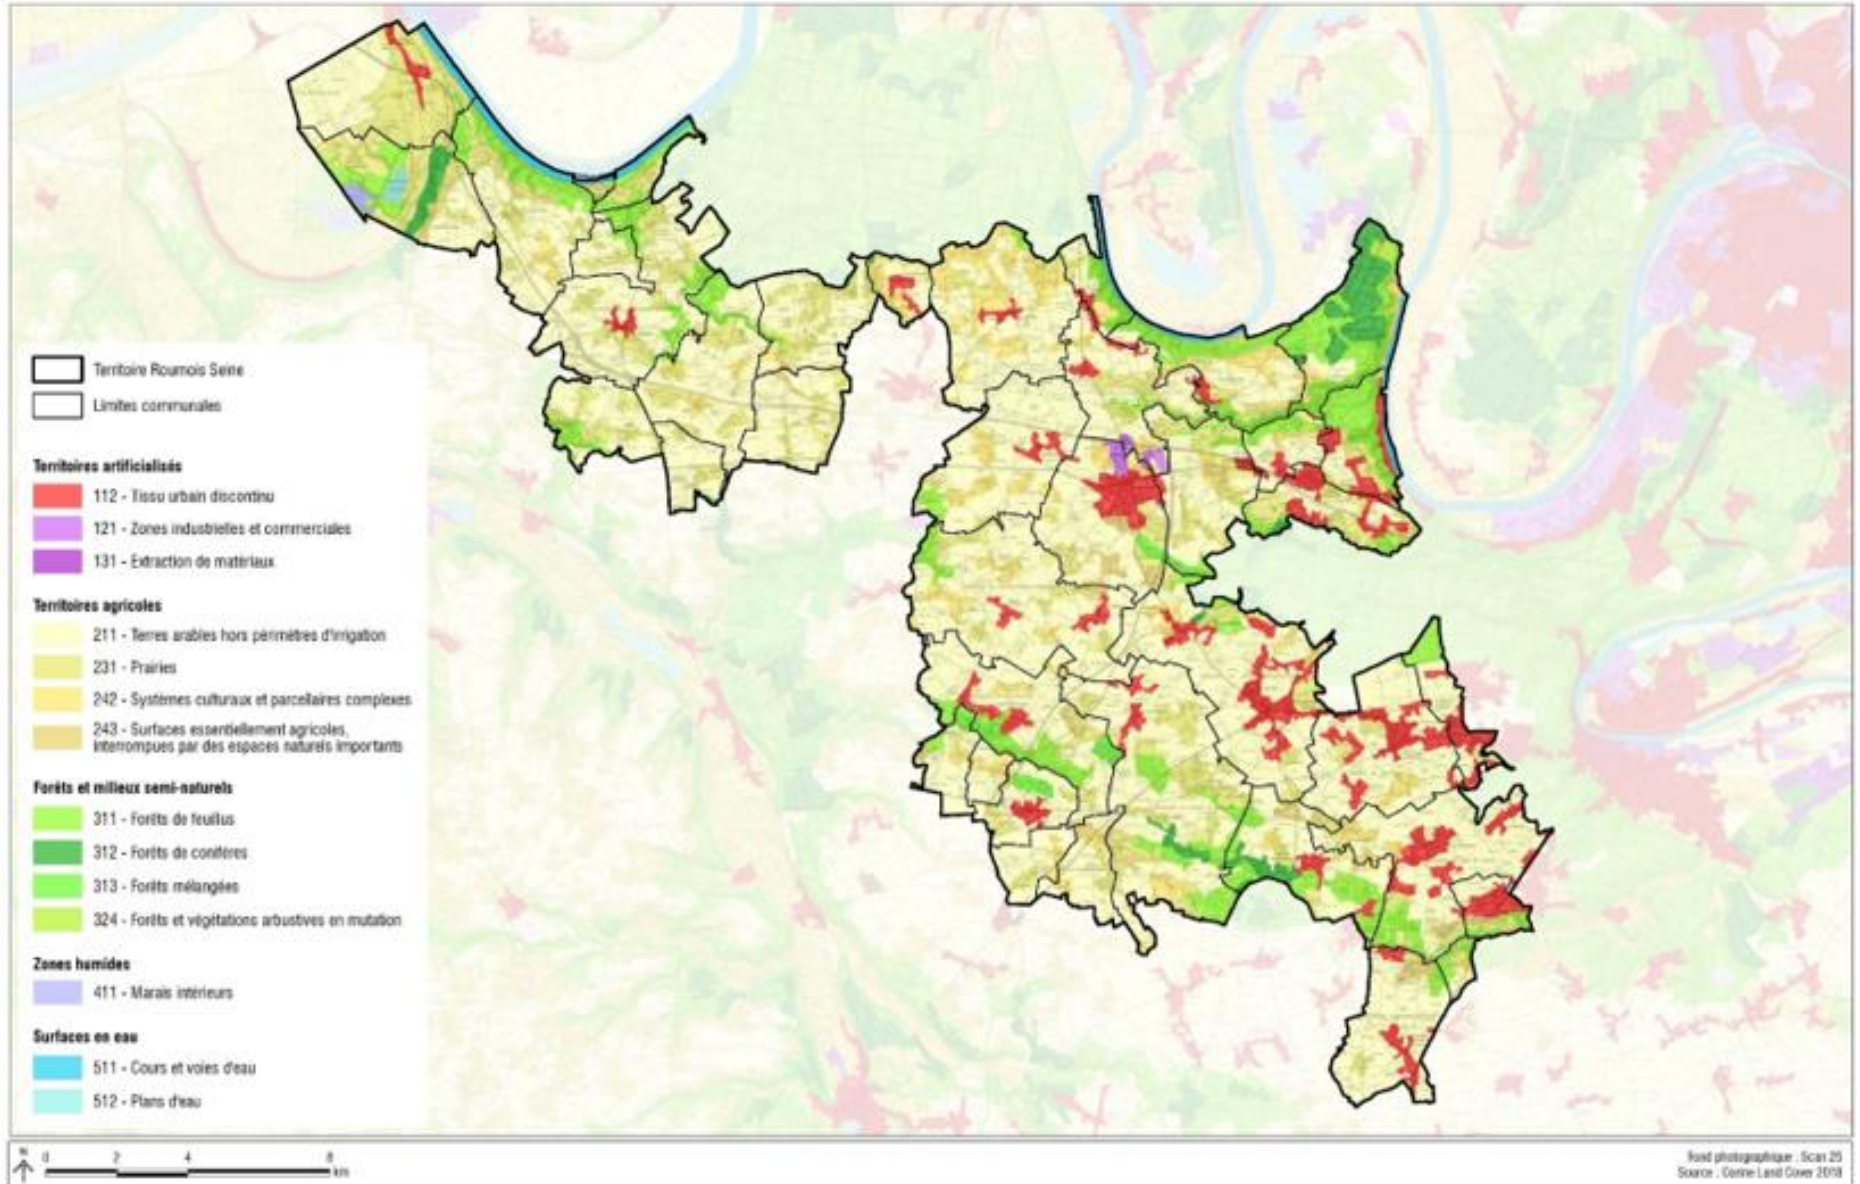 Territoire Roumois Seine
Limites communales
Territoires artificialisés
112 - Tissu urbain discontinu
121 - Zones industrielles et commerciales
131 - Extraction de matériaux
Territoires agricoles
211 - Terres arables hors périmètres d'irrigation
231 - Prairies
242 - Systèmes culturaux et parcellaires complexes
243 - Surfaces essentiellement agricoles,
interrompues par des espaces naturels importants
Forêts et milieux semi-naturels
311 - Forêts de feuillus
312 - Forêts de conifères
313 - Forêts mélangées
324 - Forêts et végétations arbustives en mutation
Zones humides
411 - Marais intérieurs
Surfaces en eau
511 - Cours et voies d'eau
512 - Plans d'eau
N 0 2 4 8
km
Fond photographique : Scan 25
Source : Corine Land Cover 2018